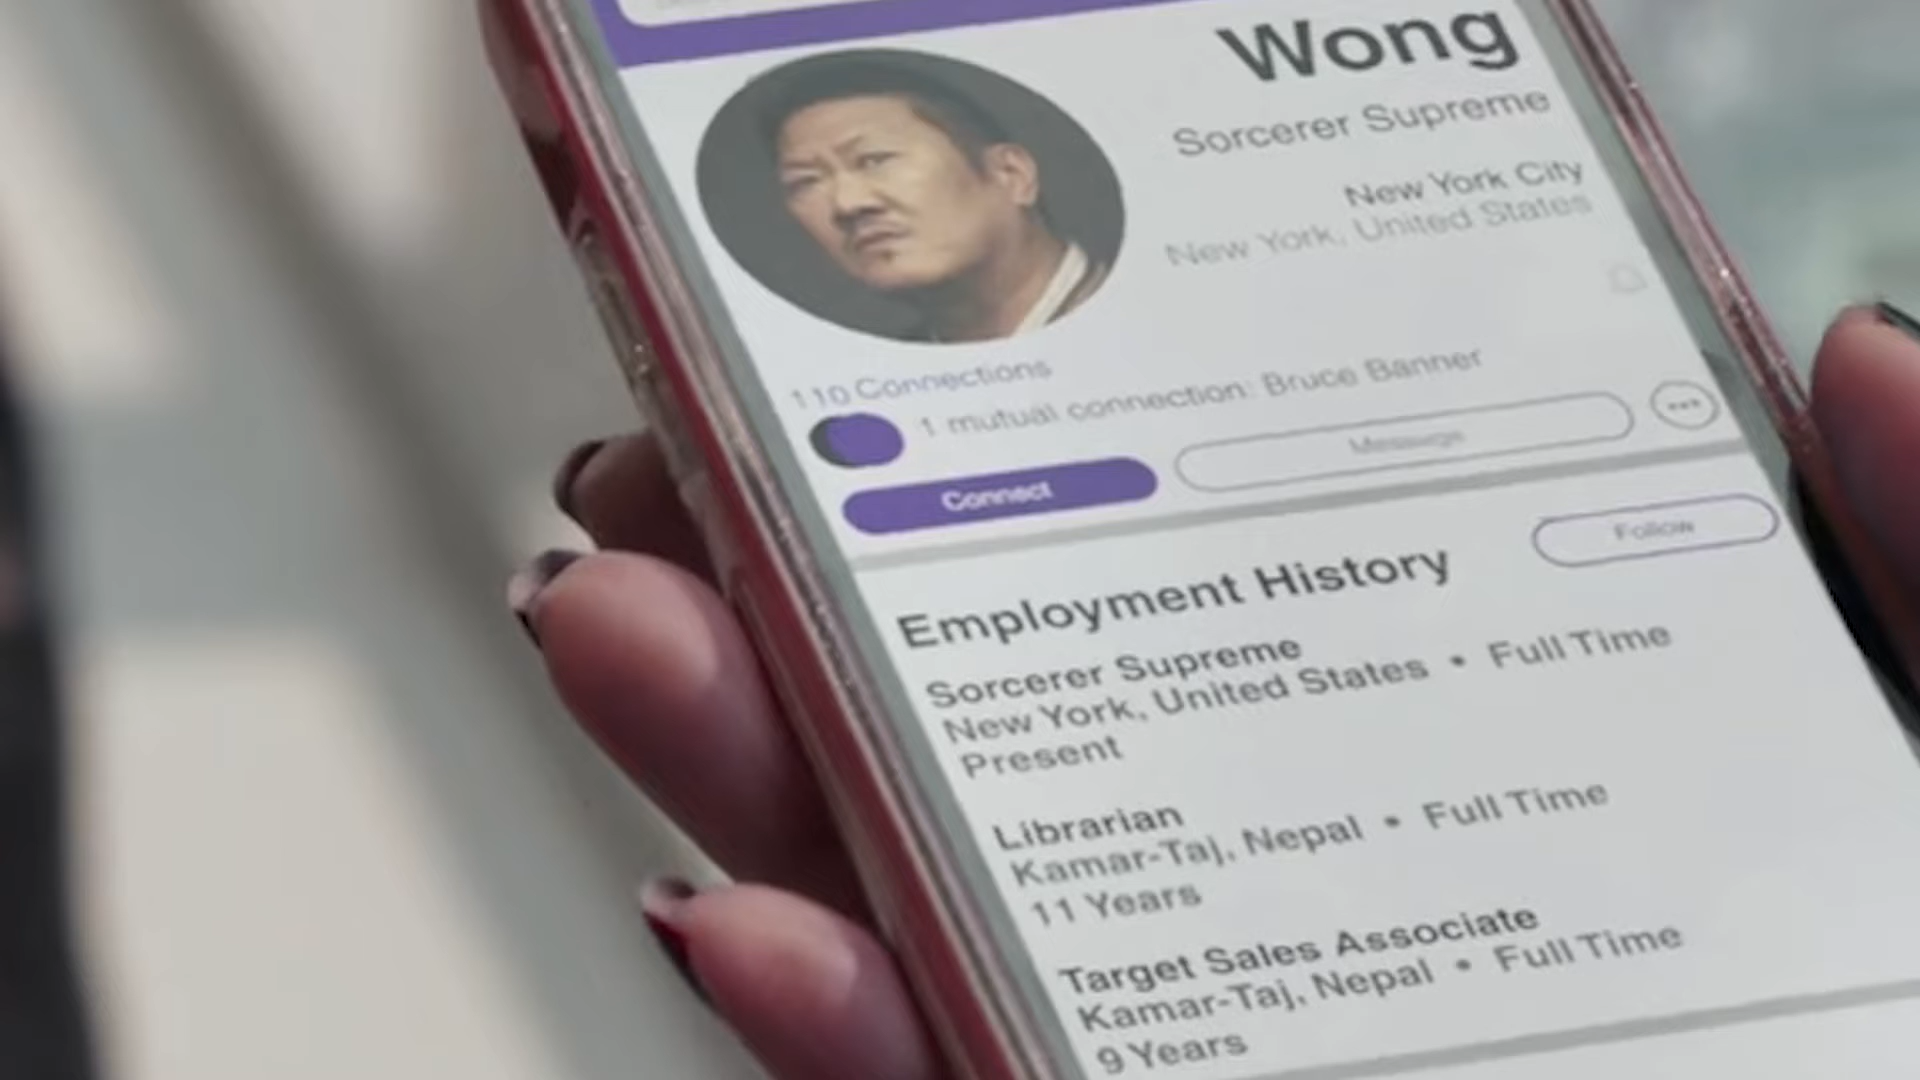 Wong
Sorcerer Supreme
New York City
New York, United States
110 Connections
1 mutual connection: Bruce Banner
Connect
Message
Follow
Employment History
Sorcerer Supreme
New York, United States • Full Time
Present
Librarian
Kamar-Taj, Nepal • Full Time
11 Years
Target Sales Associate
Kamar-Taj, Nepal • Full Time
9 Years